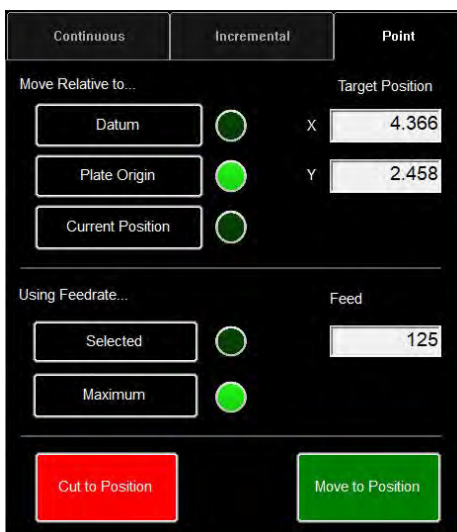 Continuous Incremental Point
Move Relative to... Target Position
Datum X 4.366
Plate Origin Y 2.458
Current Position
Using Feedrate... Feed
Selected 125
Maximum
Cut to Position Move to Position